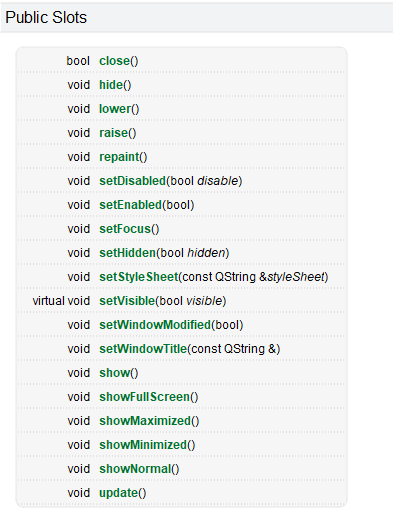 Public Slots
bool close()
void hide()
void lower()
void raise()
void repaint()
void setDisabled(bool disable)
void setEnabled(bool)
void setFocus()
void setHidden(bool hidden)
void setStyleSheet(const QString &styleSheet)
virtual void setVisible(bool visible)
void setWindowModified(bool)
void setWindowTitle(const QString &)
void show()
void showFullScreen()
void showMaximized()
void showMinimized()
void showNormal()
void update()